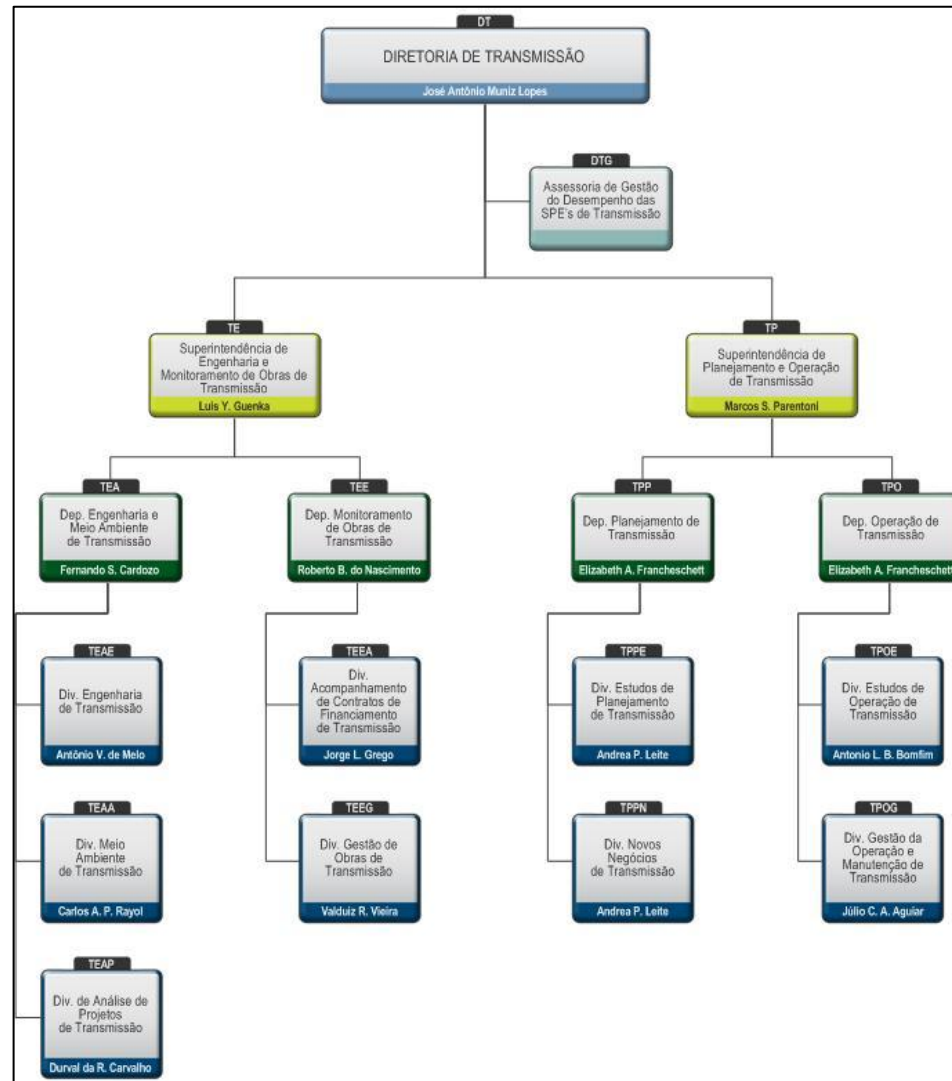 DT
DIRETORIA DE TRANSMISSÃO
José Antônio Muniz Lopes
DTG
Assessoria de Gestão
do Desempenho das
SPE's de Transmissão
TE
Superintendência de
Engenharia e
Monitoramento de Obras de
Transmissão
Luis Y. Guenka
TP
Superintendência de
Planejamento e Operação
de Transmissão
Marcos S. Parentoni
TEA
Dep. Engenharia e
Meio Ambiente
de Transmissão
Fernando S. Cardozo
TEE
Dep. Monitoramento
de Obras de
Transmissão
Roberto B. do Nascimento
TPP
Dep. Planejamento de
Transmissão
Elizabeth A. Francheschett
TPO
Dep. Operação de
Transmissão
Elizabeth A. Francheschett
TEAE
Div. Engenharia
de Transmissão
Antônio V. de Melo
TEEA
Div.
Acompanhamento
de Contratos de
Financiamento
de Transmissão
Jorge L. Grego
TPPE
Div. Estudos de
Planejamento
de Transmissão
Andrea P. Leite
TPOE
Div. Estudos de
Operação de
Transmissão
Antonio L. B. Bomfim
TEAA
Div. Meio
Ambiente
de Transmissão
Carlos A. P. Rayol
TEEG
Div. Gestão de
Obras de
Transmissão
Valduiz R. Vieira
TPPN
Div. Novos
Negócios
de Transmissão
Andrea P. Leite
TPOG
Div. Gestão da
Operação e
Manutenção de
Transmissão
Júlio C. A. Aguiar
TEAP
Div. de Análise de
Projetos
de Transmissão
Durval da R. Carvalho